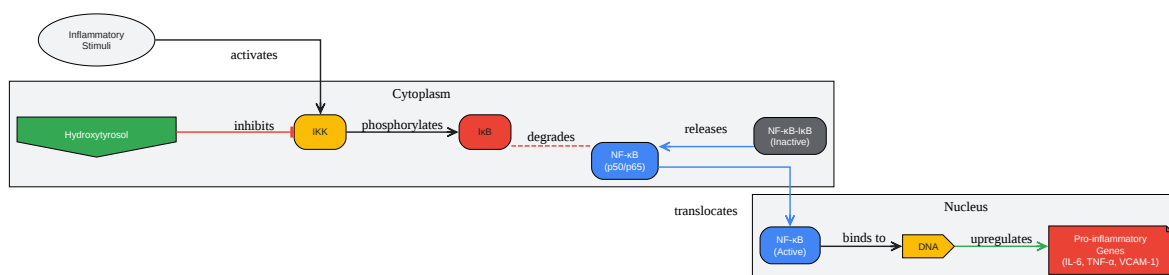 Inflammatory
Stimuli
activates
Cytoplasm
Hydroxytyrosol
inhibits
IKK
phosphorylates
IκB
degrades
NF-κB
(p50/p65)
releases
NF-κB-IκB
(Inactive)
translocates
Nucleus
NF-κB
(Active)
binds to
DNA
upregulates
Pro-inflammatory
Genes
(IL-6, TNF-α, VCAM-1)